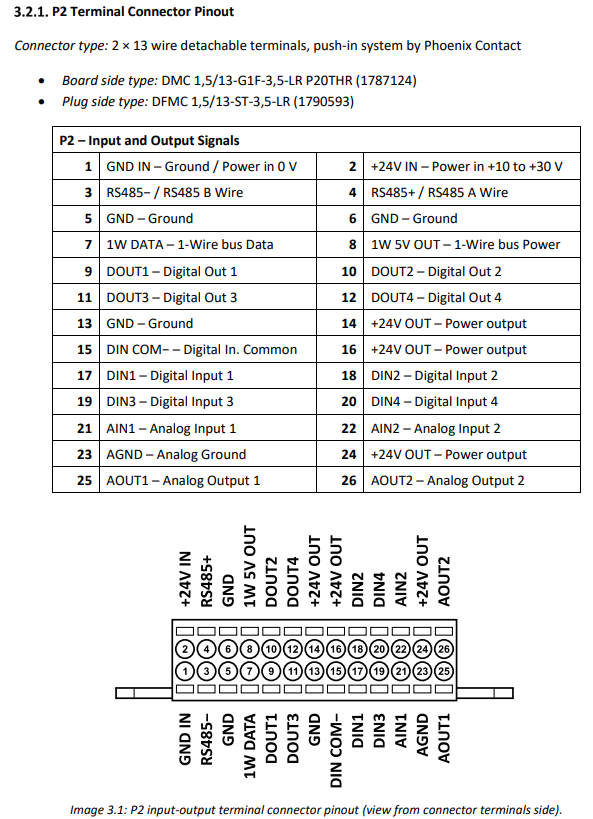 3.2.1. P2 Terminal Connector Pinout
Connector type: 2 × 13 wire detachable terminals, push-in system by Phoenix Contact
• Board side type: DMC 1,5/13-G1F-3,5-LR P20THR (1787124)
• Plug side type: DFMC 1,5/13-ST-3,5-LR (1790593)
P2 – Input and Output Signals
1 GND IN – Ground / Power in 0 V 2 +24V IN – Power in +10 to +30 V
3 RS485− / RS485 B Wire 4 RS485+ / RS485 A Wire
5 GND – Ground 6 GND – Ground
7 1W DATA – 1-Wire bus Data 8 1W 5V OUT – 1-Wire bus Power
9 DOUT1 – Digital Out 1 10 DOUT2 – Digital Out 2
11 DOUT3 – Digital Out 3 12 DOUT4 – Digital Out 4
13 GND – Ground 14 +24V OUT – Power output
15 DIN COM− – Digital In. Common 16 +24V OUT – Power output
17 DIN1 – Digital Input 1 18 DIN2 – Digital Input 2
19 DIN3 – Digital Input 3 20 DIN4 – Digital Input 4
21 AIN1 – Analog Input 1 22 AIN2 – Analog Input 2
23 AGND – Analog Ground 24 +24V OUT – Power output
25 AOUT1 – Analog Output 1 26 AOUT2 – Analog Output 2
+24V IN
RS485+
GND
1W 5V OUT
DOUT2
DOUT4
+24V OUT
+24V OUT
DIN2
DIN4
AIN2
+24V OUT
AOUT2
2 4 6 8 10 12 14 16 18 20 22 24 26
1 3 5 7 9 11 13 15 17 19 21 23 25
GND IN
RS485−
GND
1W DATA
DOUT1
DOUT3
GND
DIN COM−
DIN1
DIN3
AIN1
AGND
AOUT1
Image 3.1: P2 input-output terminal connector pinout (view from connector terminals side).